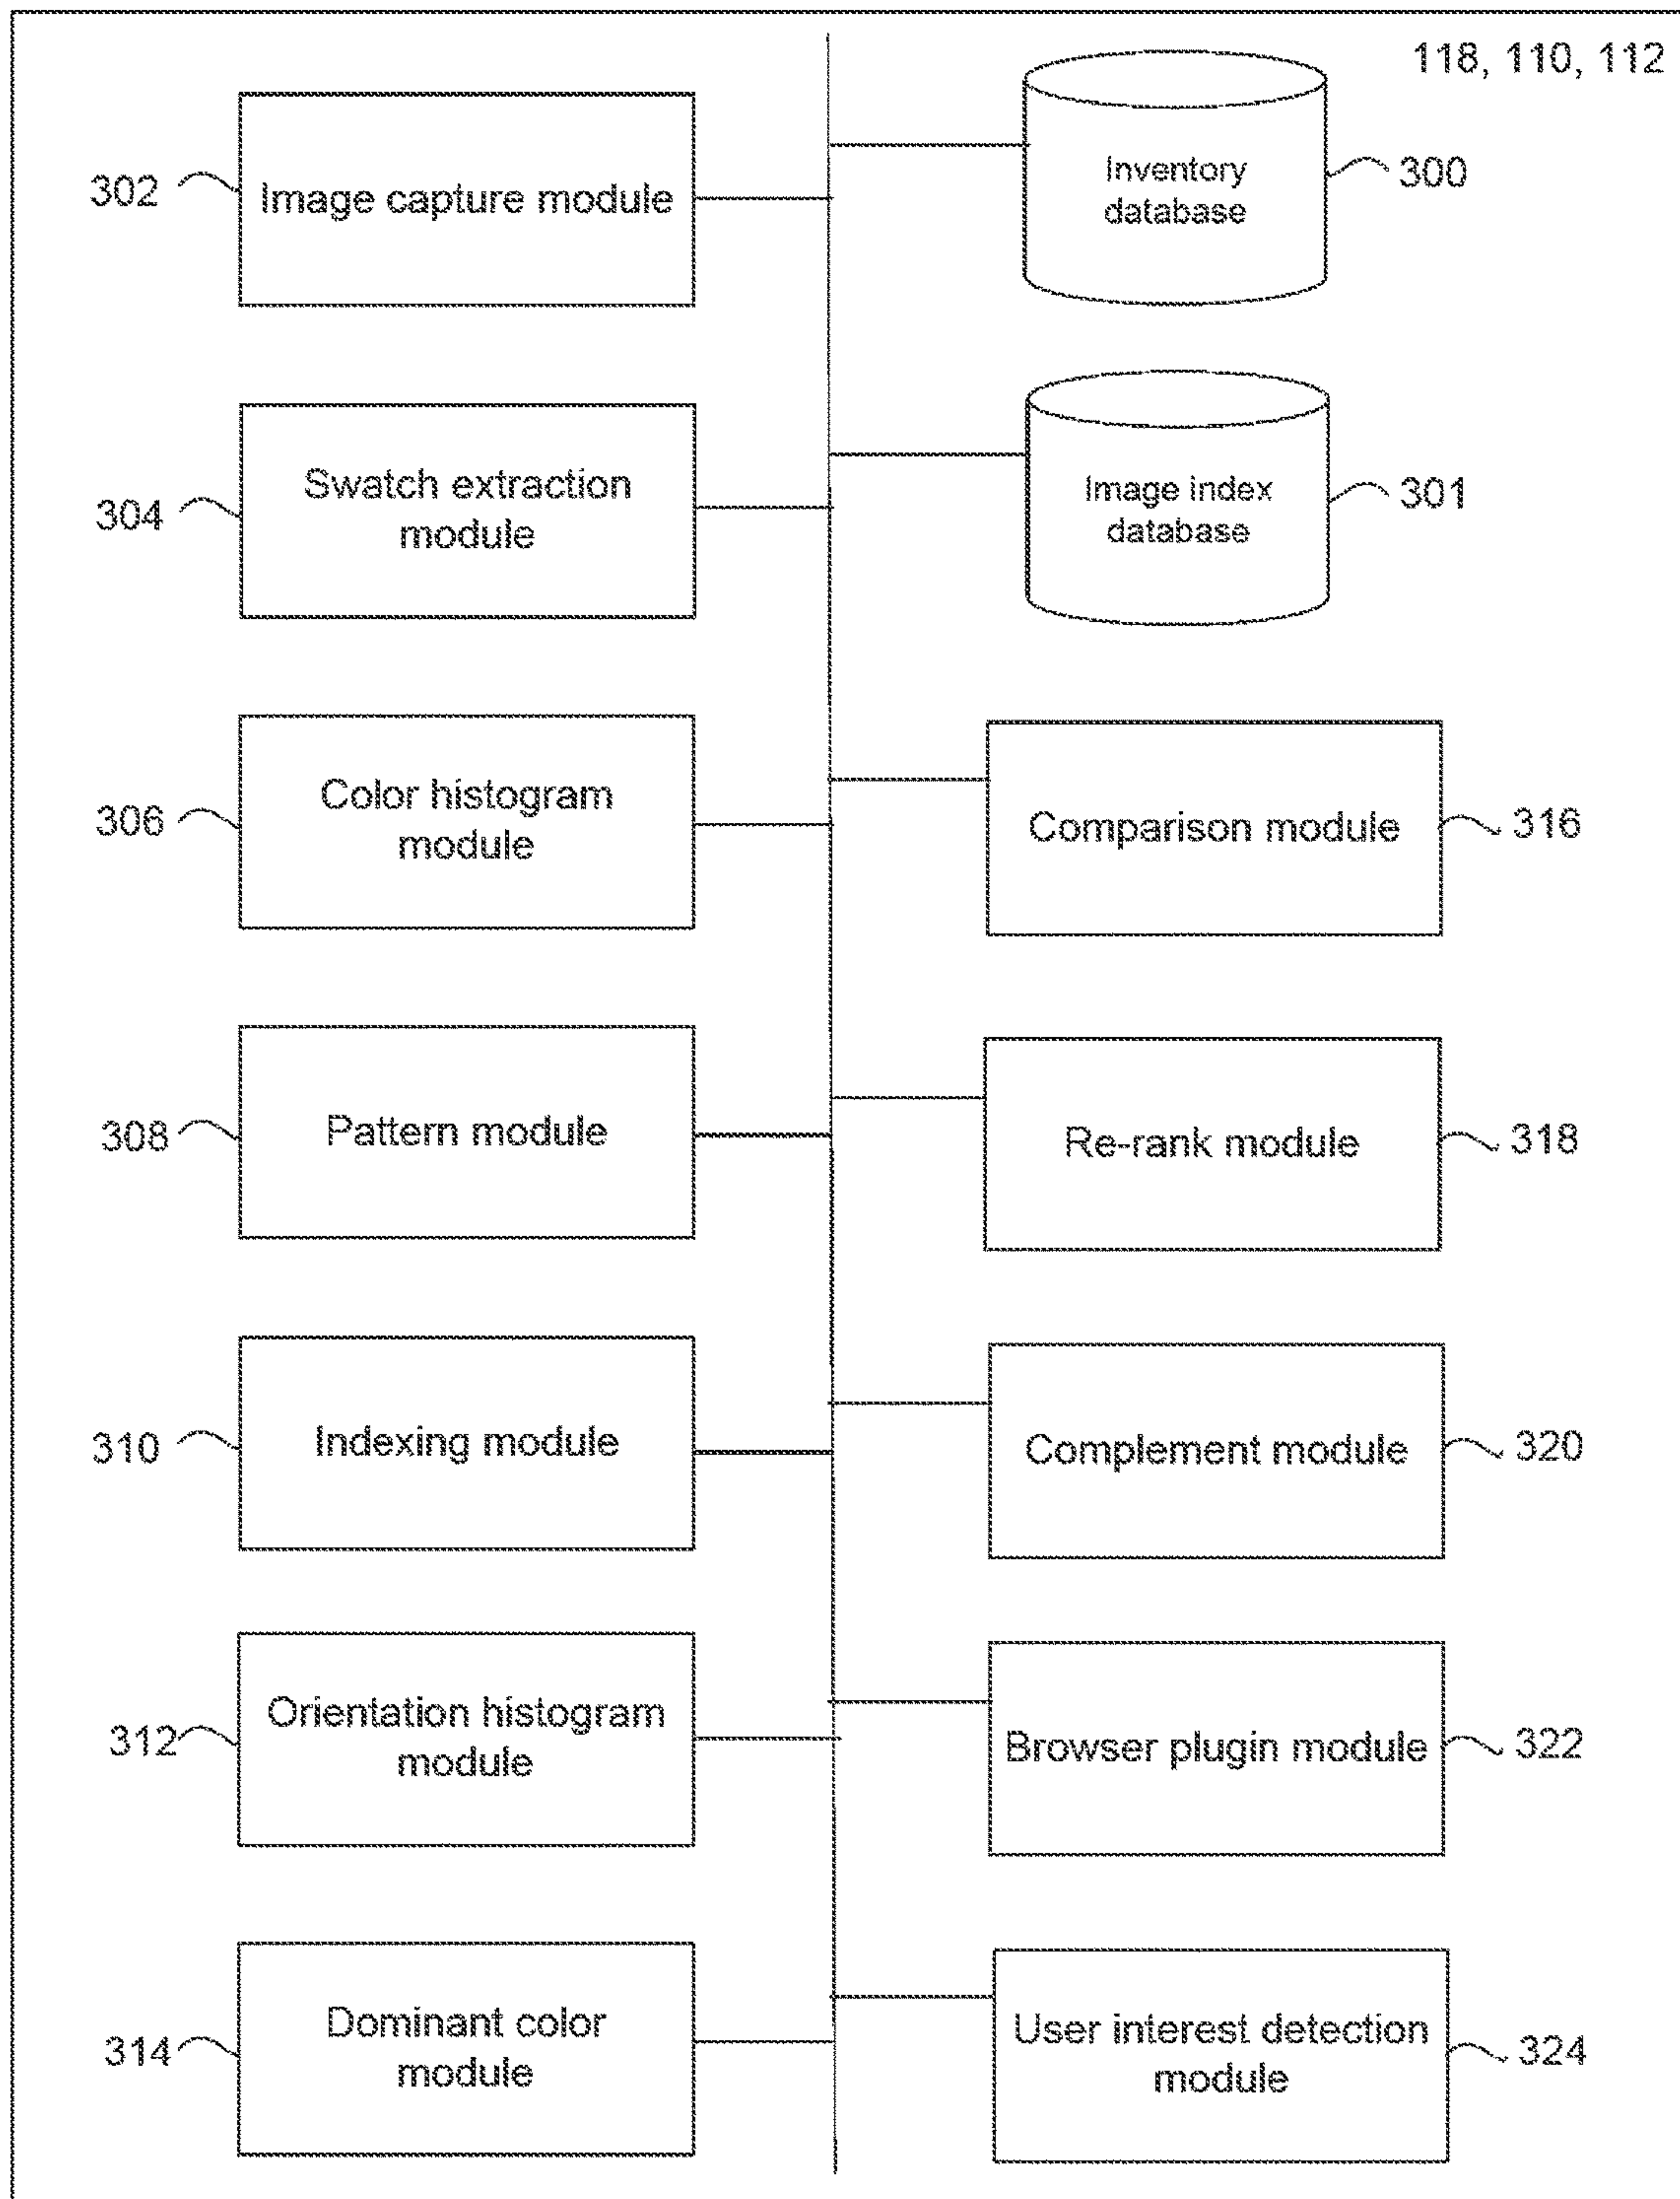 118, 110, 112
302
Image capture module
Inventory
database
300
304
Swatch extraction
module
Image index
database
301
306
Color histogram
module
Comparison module
316
308
Pattern module
Re-rank module
318
310
Indexing module
Complement module
320
312
Orientation histogram
module
Browser plugin module
322
314
Dominant color
module
User interest detection
module
324